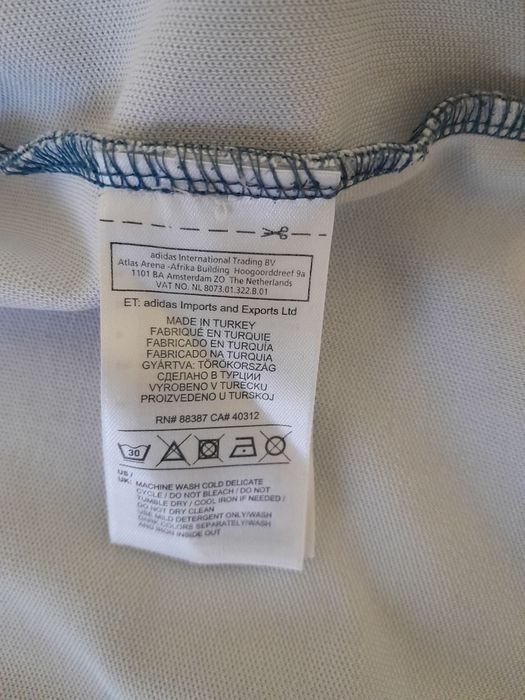 adidas International Trading BV
Atlas Arena -Afrika Building Hoogoorddreef 9a
1101 BA Amsterdam ZO The Netherlands
VAT NO. NL 8073.01.322.B.01
ET: adidas Imports and Exports Ltd
MADE IN TURKEY
FABRIQUÉ EN TURQUIE
FABRICADO EN TURQUÍA
FABRICADO NA TURQUIA
GYÁRTVA: TÖRÖKORSZÁG
СДЕЛАНО В ТУРЦИИ
VYROBENO V TURECKU
PROIZVEDENO U TURSKOJ
RN# 88387 CA# 40312
30
US /
UK: MACHINE WASH COLD DELICATE
CYCLE / DO NOT BLEACH / DO NOT
TUMBLE DRY / COOL IRON IF NEEDED /
DO NOT DRY CLEAN
USE MILD DETERGENT ONLY/WASH
DARK COLORS SEPARATELY/WASH
AND IRON INSIDE OUT